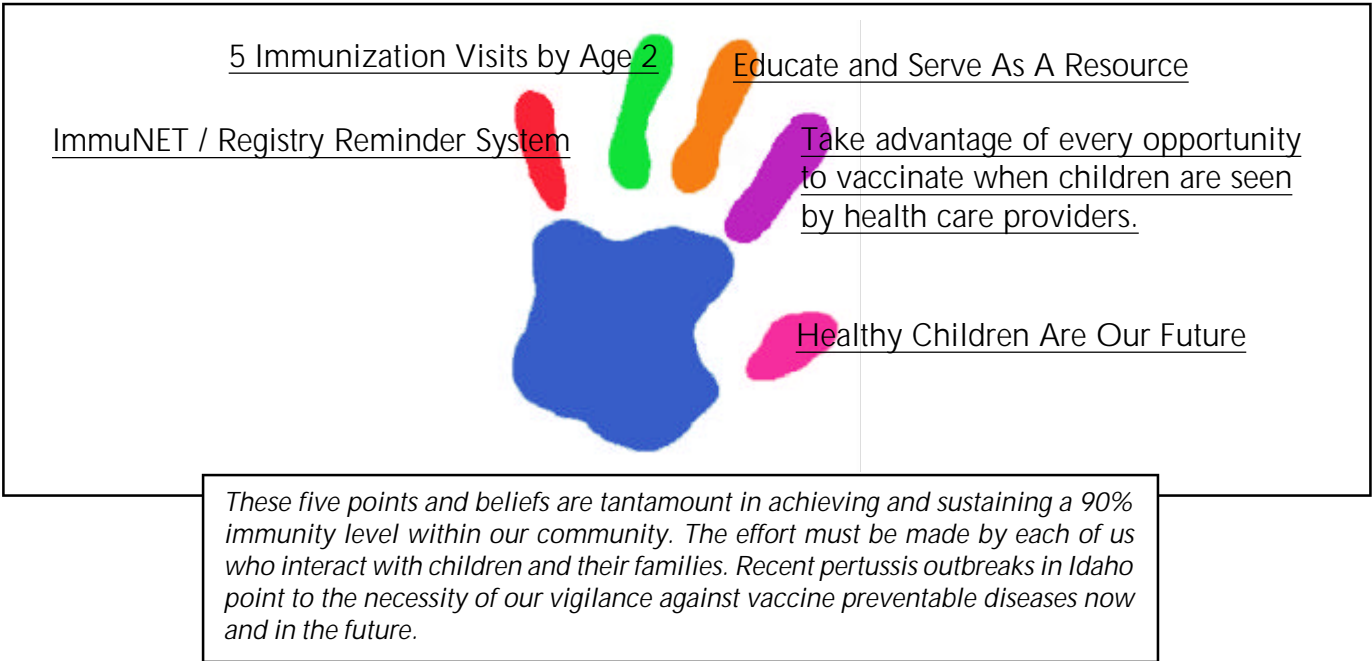 5 Immunization Visits by Age 2
Educate and Serve As A Resource
ImmuNET / Registry Reminder System
Take advantage of every opportunity
to vaccinate when children are seen
by health care providers.
Healthy Children Are Our Future
These five points and beliefs are tantamount in achieving and sustaining a 90%
immunity level within our community. The effort must be made by each of us
who interact with children and their families. Recent pertussis outbreaks in Idaho
point to the necessity of our vigilance against vaccine preventable diseases now
and in the future.